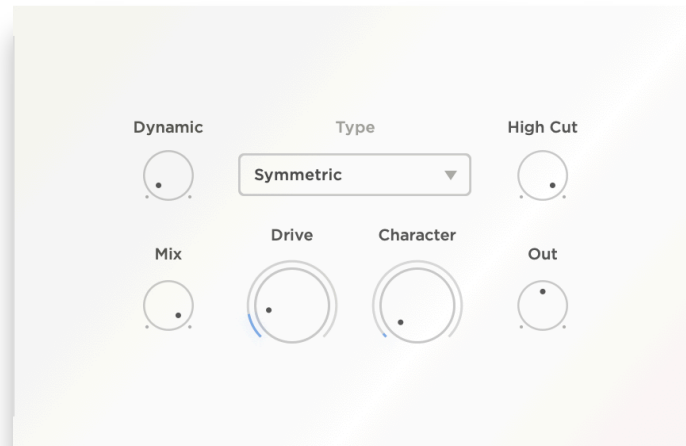 Dynamic
Type
High Cut
Symmetric
Drive
Character
Mix
Out